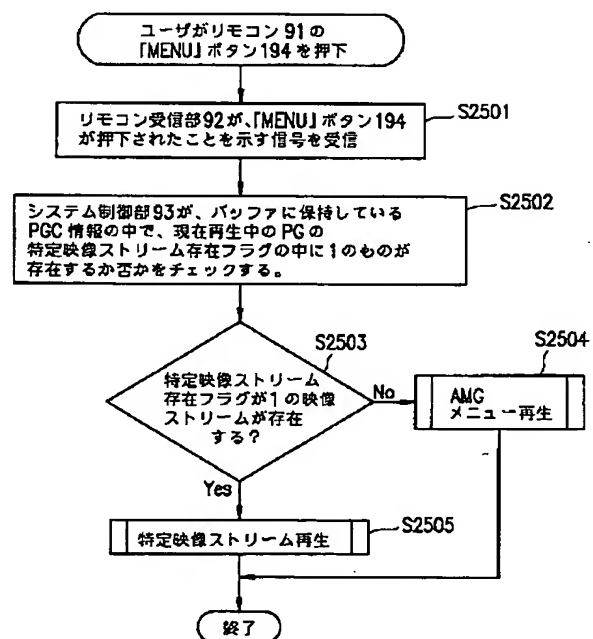 ユーザがリモコン91の
「MENU」ボタン194を押下
S2501
リモコン受信部92が、「MENU」ボタン194
が押下されたことを示す信号を受信
S2502
システム制御部93が、バッファに保持している
PGC情報の中で、現在再生中のPGの
特定映像ストリーム存在フラグの中に1のものが
存在するか否かをチェックする。
S2503
特定映像ストリーム
存在フラグが1の映像
ストリームが存在
する?
No
S2504
AMG
メニュー再生
Yes
S2505
特定映像ストリーム再生
終了